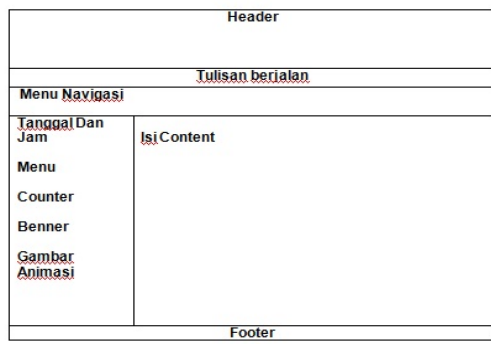 Header
Tulisan berjalan
Menu Navigasi
Tanggal Dan
Jam
Isi Content
Menu
Counter
Benner
Gambar
Animasi
Footer